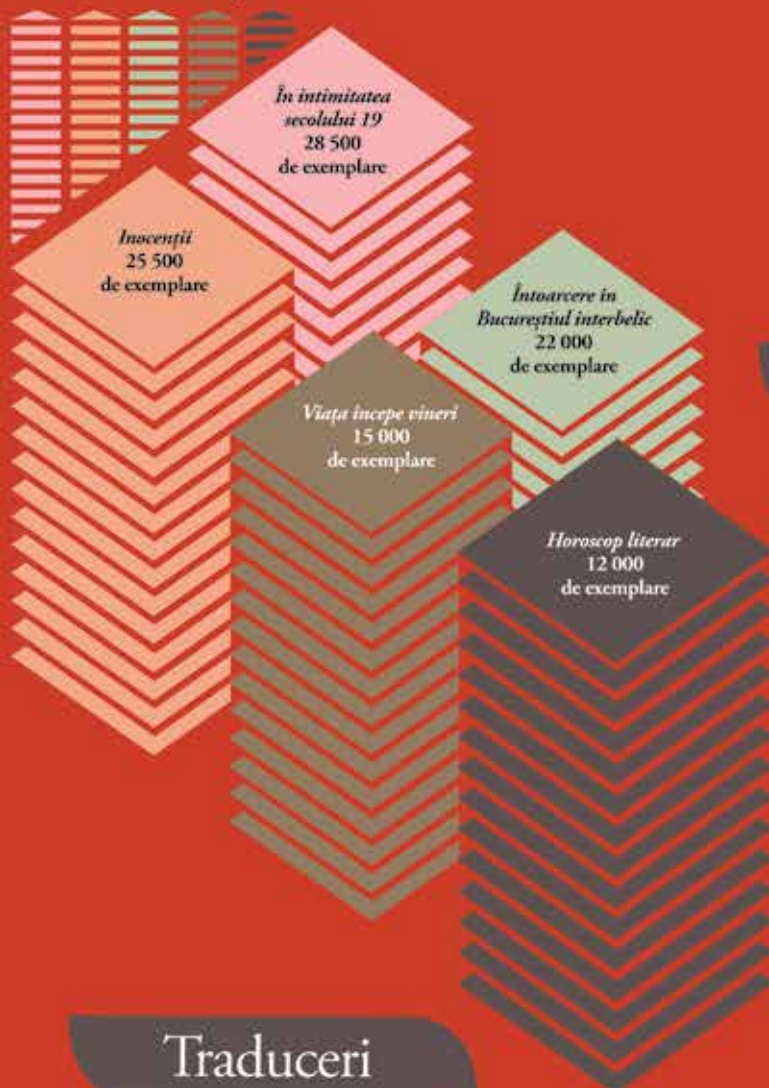 În intimitatea
secolului 19
28 500
de exemplare
Inocenții
25 500
de exemplare
Întoarcere în
Bucureștiul interbelic
22 000
de exemplare
Viața începe vineri
15 000
de exemplare
Horoscop literar
12 000
de exemplare
Traduceri